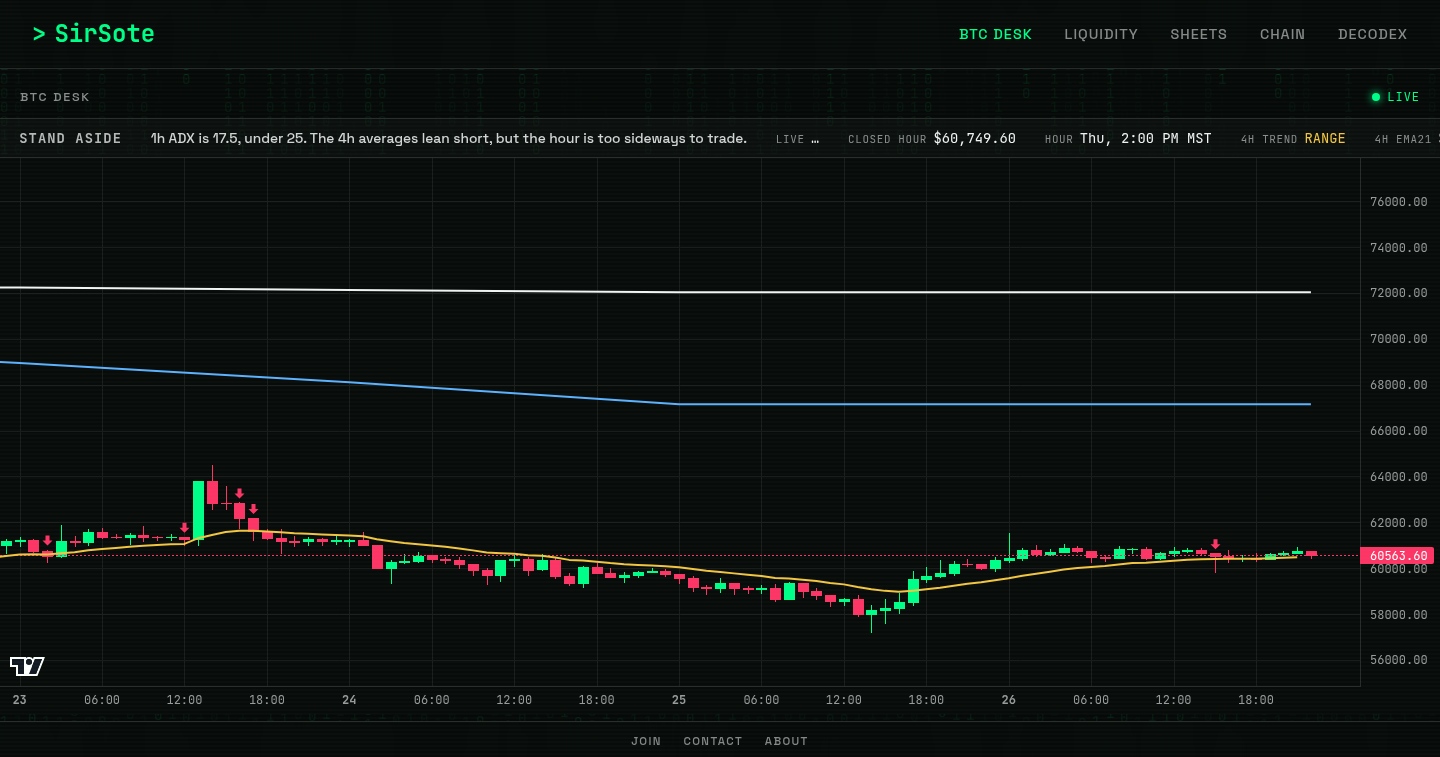 > SirSote
BTC DESK LIQUIDITY SHEETS CHAIN DECODEX
BTC DESK
LIVE
STAND ASIDE 1h ADX is 17.5, under 25. The 4h averages lean short, but the hour is too sideways to trade. LIVE … CLOSED HOUR $60,749.60 HOUR Thu, 2:00 PM MST 4H TREND RANGE 4H EMA21
76000.00
74000.00
72000.00
70000.00
68000.00
66000.00
64000.00
62000.00
60563.60
60000.00
58000.00
56000.00
23 06:00 12:00 18:00 24 06:00 12:00 18:00 25 06:00 12:00 18:00 26 06:00 12:00 18:00
JOIN CONTACT ABOUT